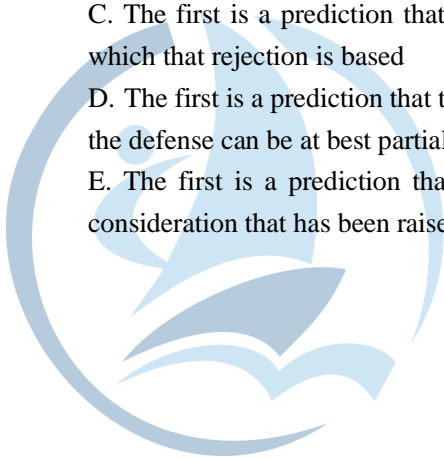 C. The first is a prediction that
which that rejection is based
D. The first is a prediction that t
the defense can be at best partial
E. The first is a prediction tha
consideration that has been raise